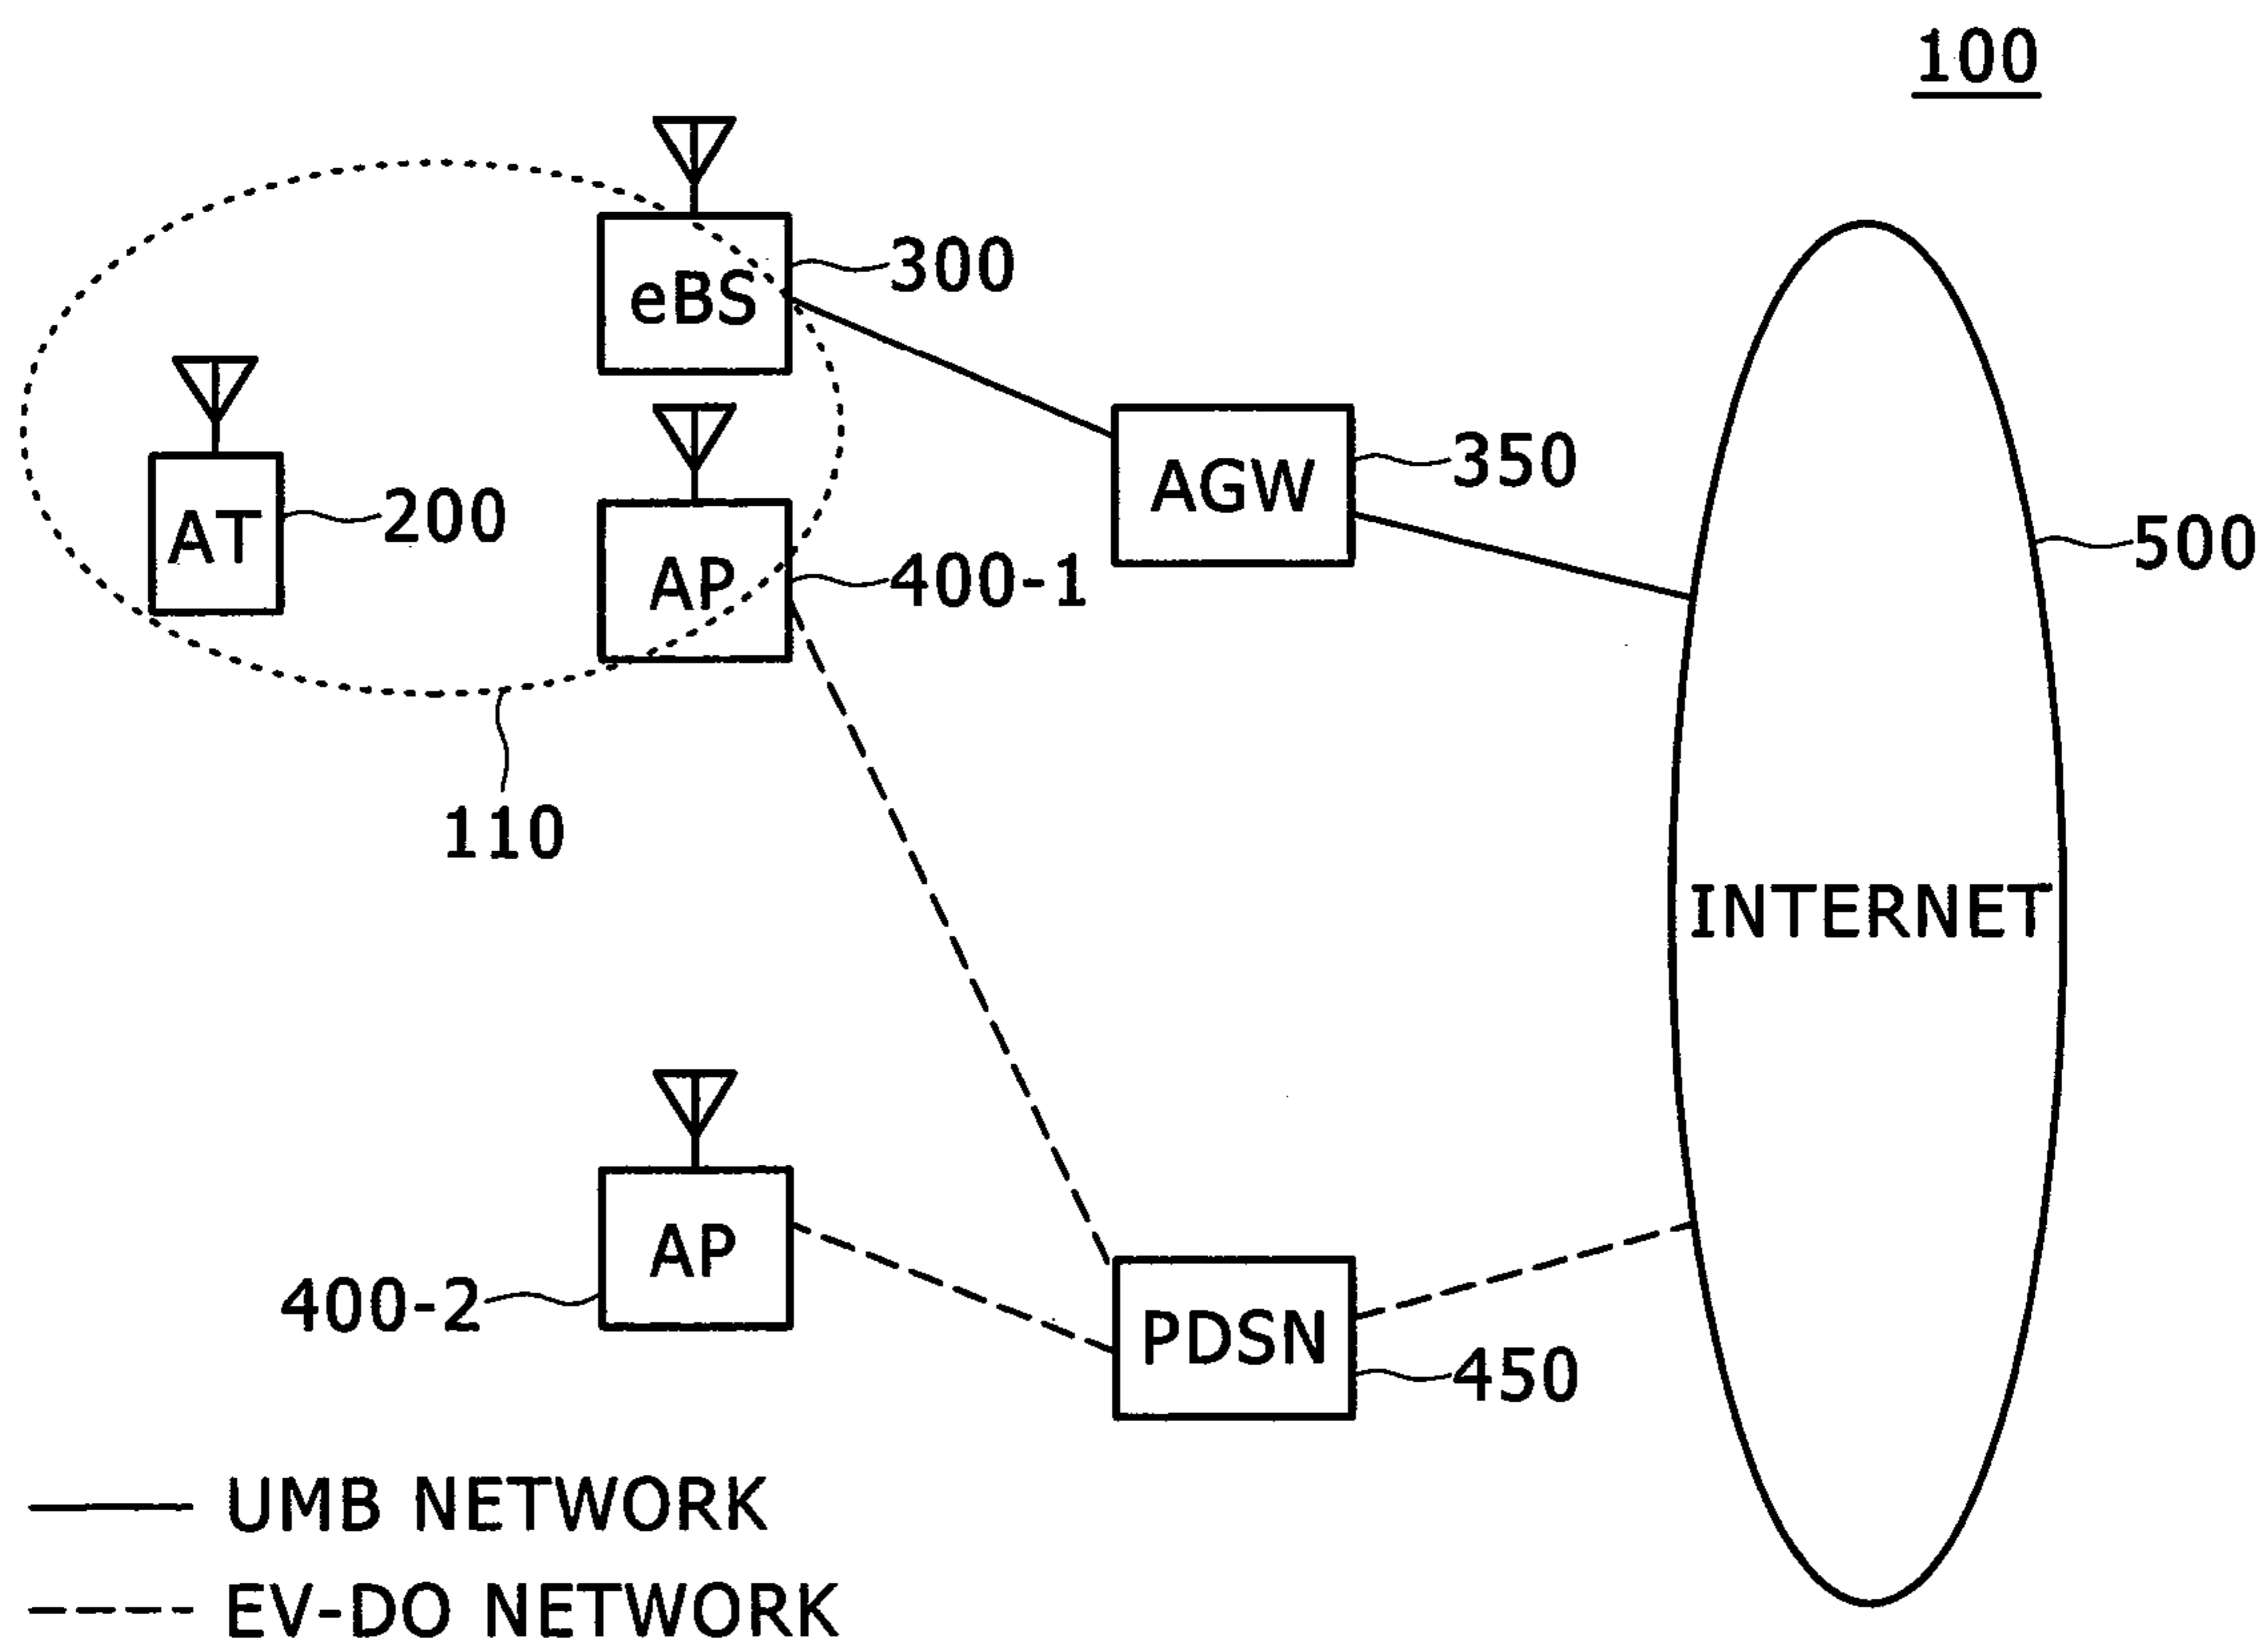 100
300
eBS
350
AGW
200
AT
500
400-1
AP
110
INTERNET
AP
400-2
PDSN
450
UMB NETWORK
EV-DO NETWORK